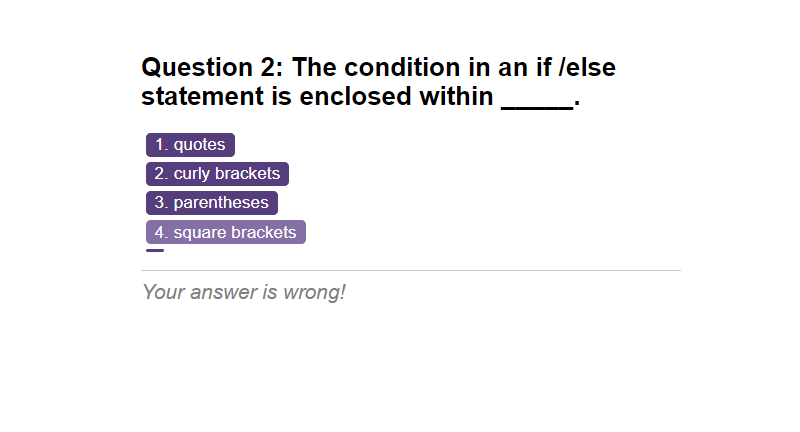 Question 2: The condition in an if /else
statement is enclosed within _____.
1. quotes
2. curly brackets
3. parentheses
4. square brackets
Your answer is wrong!